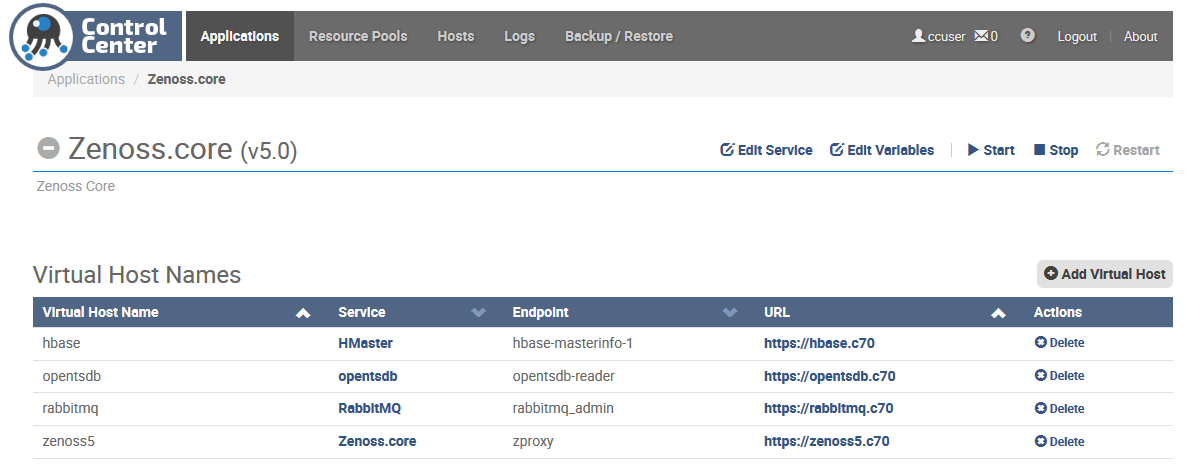 Control Center Applications Resource Pools Hosts Logs Backup / Restore ccuser 0 ? Logout About
Applications / Zenoss.core
Zenoss.core (v5.0) Edit Service Edit Variables Start Stop Restart
Zenoss Core
Virtual Host Names Add Virtual Host
Virtual Host Name Service Endpoint URL Actions
hbase HMaster hbase-masterinfo-1 https://hbase.c70 Delete
opentsdb opentsdb opentsdb-reader https://opentsdb.c70 Delete
rabbitmq RabbitMQ rabbitmq_admin https://rabbitmq.c70 Delete
zenoss5 Zenoss.core zproxy https://zenoss5.c70 Delete